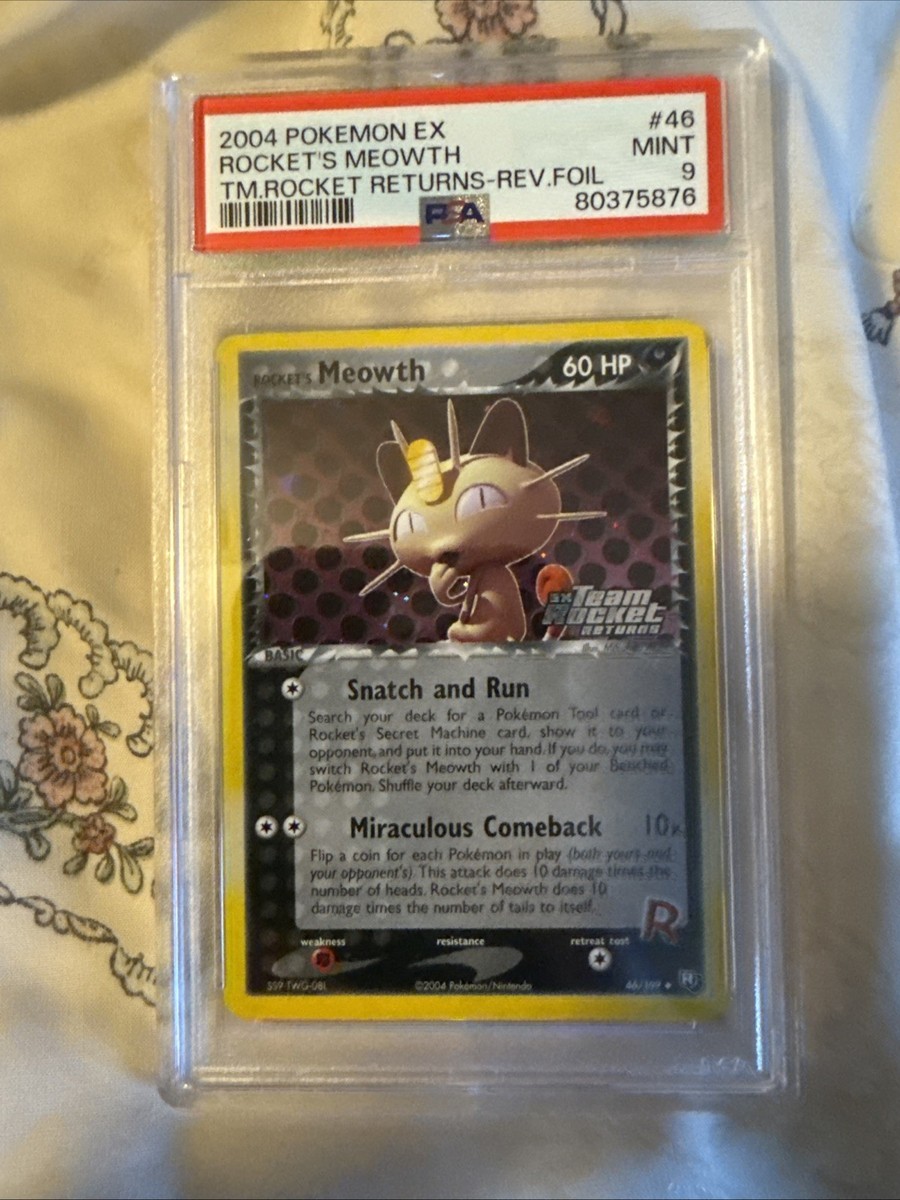 2004 POKEMON EX #46
ROCKET'S MEOWTH MINT
TM.ROCKET RETURNS-REV.FOIL 9
PSA 80375876
ROCKET'S Meowth 60 HP
EX Team
Rocket
RETURNS
BASIC
Snatch and Run
Search your deck for a Pokémon Tool card or
Rocket's Secret Machine card, show it to your
opponent, and put it into your hand. If you do, you may
switch Rocket's Meowth with 1 of your Benched
Pokémon. Shuffle your deck afterward.
Miraculous Comeback 10x
Flip a coin for each Pokémon in play (both yours and
your opponent's). This attack does 10 damage times the
number of heads. Rocket's Meowth does 10
damage times the number of tails to itself.
R
weakness resistance retreat cost
SS9-TWG-08L ©2004 Pokémon/Nintendo 46/109
R